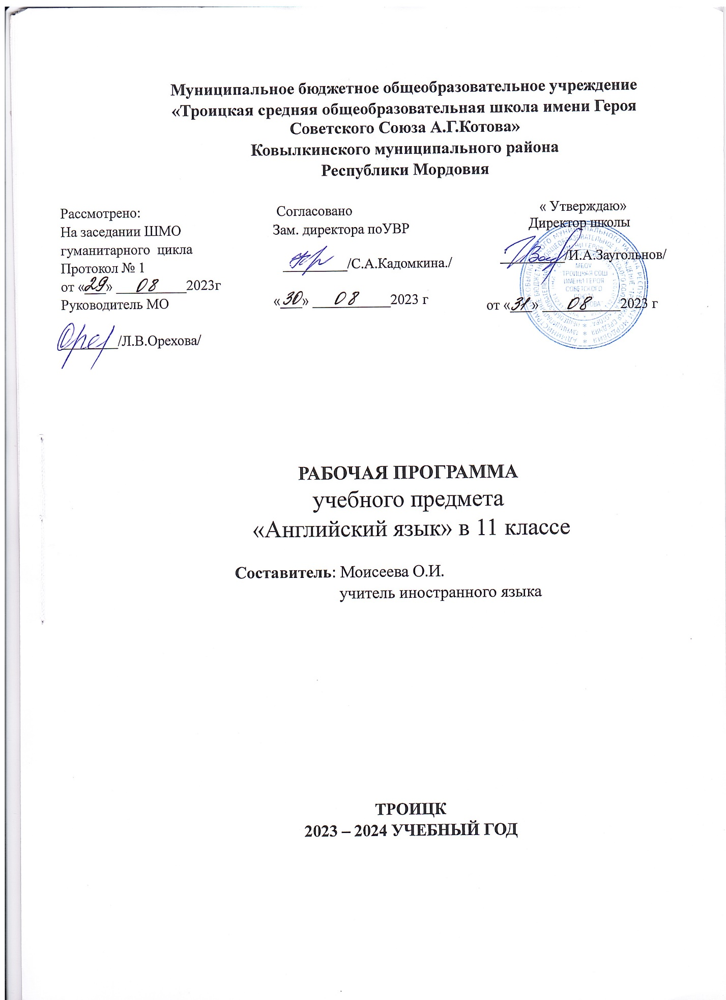 Муниципальное бюджетное общеобразовательное учреждение
«Троицкая средняя общеобразовательная школа имени Героя
Советского Союза А.Г.Котова»
Ковылкинского муниципального района
Республики Мордовия
Рассмотрено:
На заседании ШМО
гуманитарного цикла
Протокол № 1
от «29» 08 2023г
Руководитель МО
/Л.В.Орехова/
Согласовано
Зам. директора поУВР
/С.А.Кадомкина./
«30» 08 2023 г
« Утверждаю»
Директор школы
/И.А.Заугольнов/
от «31» 08 2023 г
МБОУ
ТРОИЦКАЯ СОШ
ИМЕНИ ГЕРОЯ
СОВЕТСКОГО
СОЮЗА
РАБОЧАЯ ПРОГРАММА
учебного предмета
«Английский язык» в 11 классе
Составитель: Моисеева О.И.
учитель иностранного языка
ТРОИЦК
2023 – 2024 УЧЕБНЫЙ ГОД